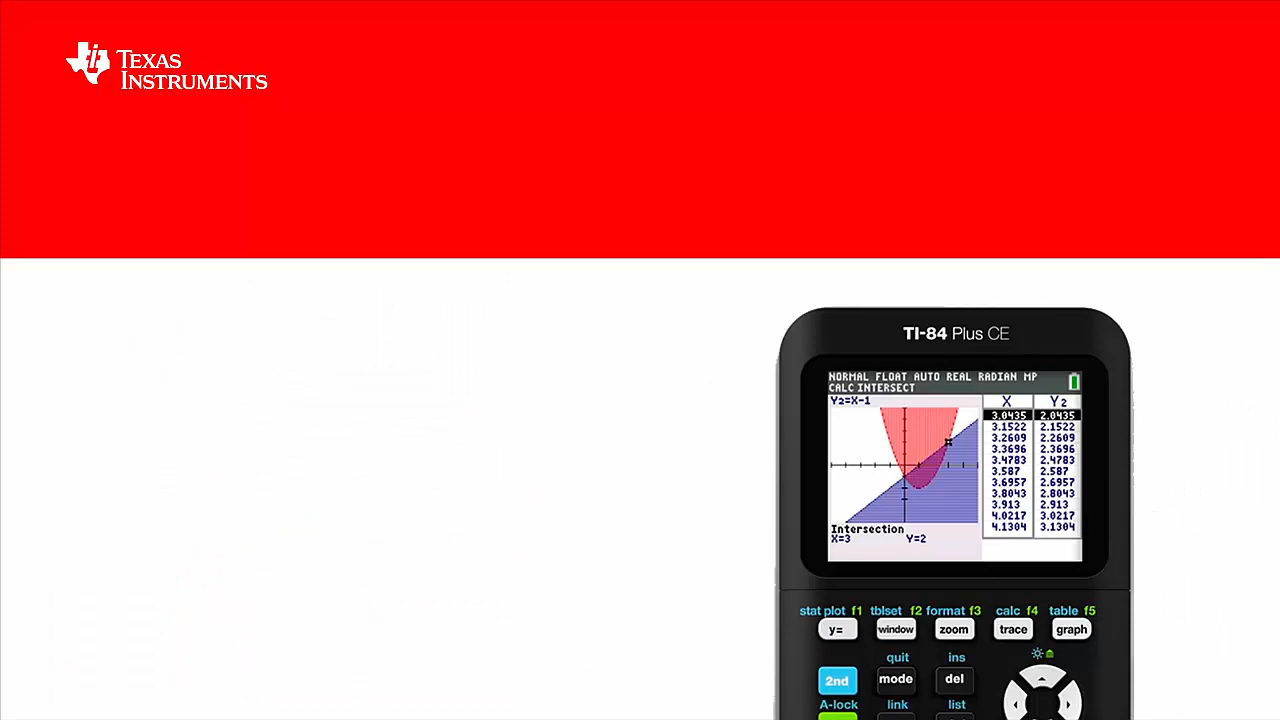 TEXAS
INSTRUMENTS
TI-84 Plus CE
NORMAL FLOAT AUTO REAL RADIAN MP
CALC INTERSECT
Y2=X-1
X Y2
3.0435 2.0435
3.1522 2.1522
3.2609 2.2609
3.3696 2.3696
3.4783 2.4783
3.587 2.587
3.6957 2.6957
3.8043 2.8043
3.913 2.913
4.0217 3.0217
4.1304 3.1304
Intersection
X=3 Y=2
stat plot f1 tblset f2 format f3 calc f4 table f5
y= window zoom trace graph
quit ins
2nd mode del
A-lock link list